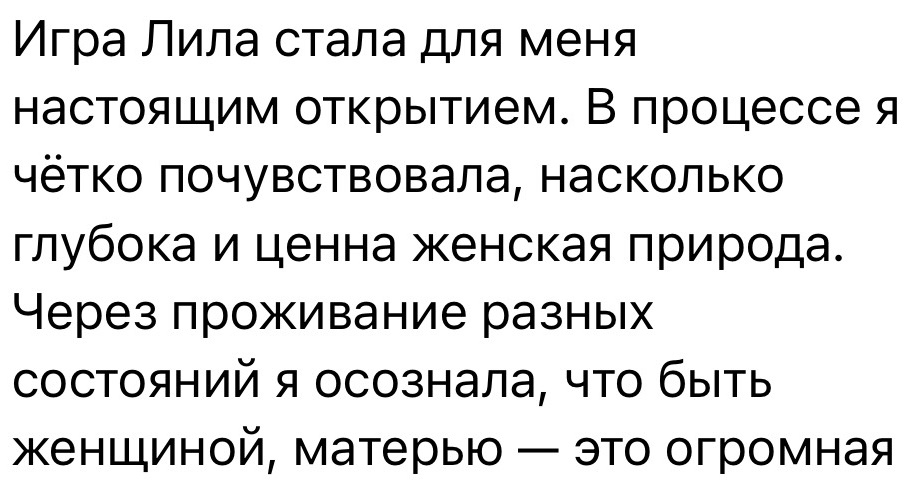 Игра Лила стала для меня
настоящим открытием. В процессе я
чётко почувствовала, насколько
глубока и ценна женская природа.
Через проживание разных
состояний я осознала, что быть
женщиной, матерью — это огромная